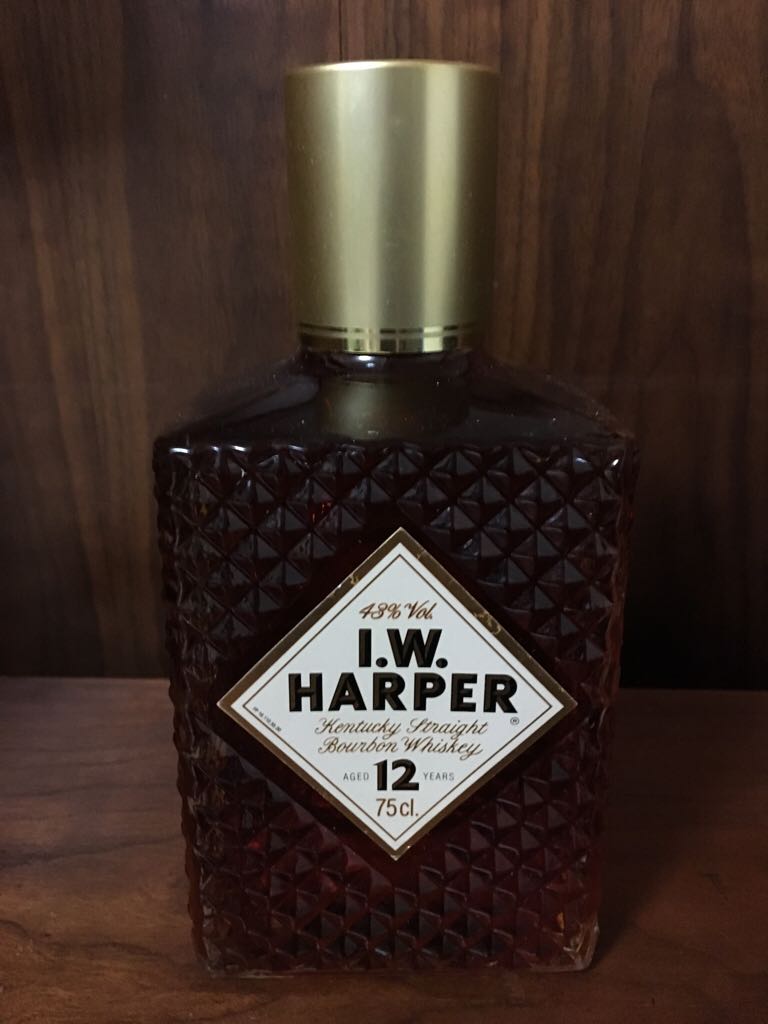 43% Vol.
I.W.
HARPER
®
Kentucky Straight
Bourbon Whiskey
AGED 12 YEARS
75cl.